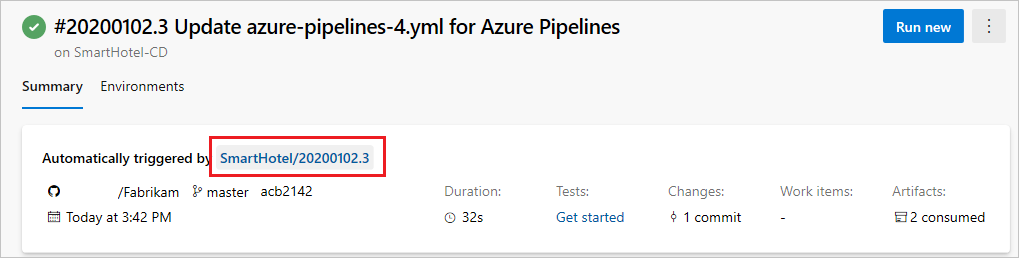 #20200102.3 Update azure-pipelines-4.yml for Azure Pipelines
on SmartHotel-CD
Run new
Summary Environments
Automatically triggered by SmartHotel/20200102.3
/Fabrikam master acb2142
Duration: Tests: Changes: Work items: Artifacts:
Today at 3:42 PM 32s Get started 1 commit - 2 consumed